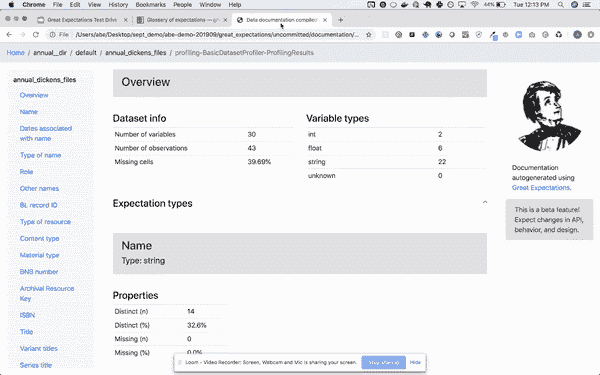 Chrome File Edit View History Bookmarks People Window Help
Tue 12:13 PM
Great Expectations Test Drive
Glossary of expectations — gr
Data documentation compiled
File /Users/abe/Desktop/sept_demo/abe-demo-201909/great_expectations/uncommitted/documentation/...
Home / annual__dir / default / annual_dickens_files / profiling-BasicDatasetProfiler-ProfilingResults
annual_dickens_files
Overview
Name
Dates associated
with name
Type of name
Role
Other names
BL record ID
Type of resource
Content type
Material type
BNB number
Archival Resource
Key
ISBN
Title
Variant titles
Series title
Overview
Dataset info
Number of variables 30
Number of observations 43
Missing cells 39.69%
Variable types
int 2
float 6
string 22
unknown 0
Expectation types
Name
Type: string
Properties
Distinct (n) 14
Distinct (%) 32.6%
Missing (n) 0
Missing (%) 0.0%
Documentation
autogenerated using
Great Expectations.
This is a beta feature!
Expect changes in API,
behavior, and design.
Loom – Video Recorder: Screen, Webcam and Mic is sharing your screen.
Stop sharing
Hide